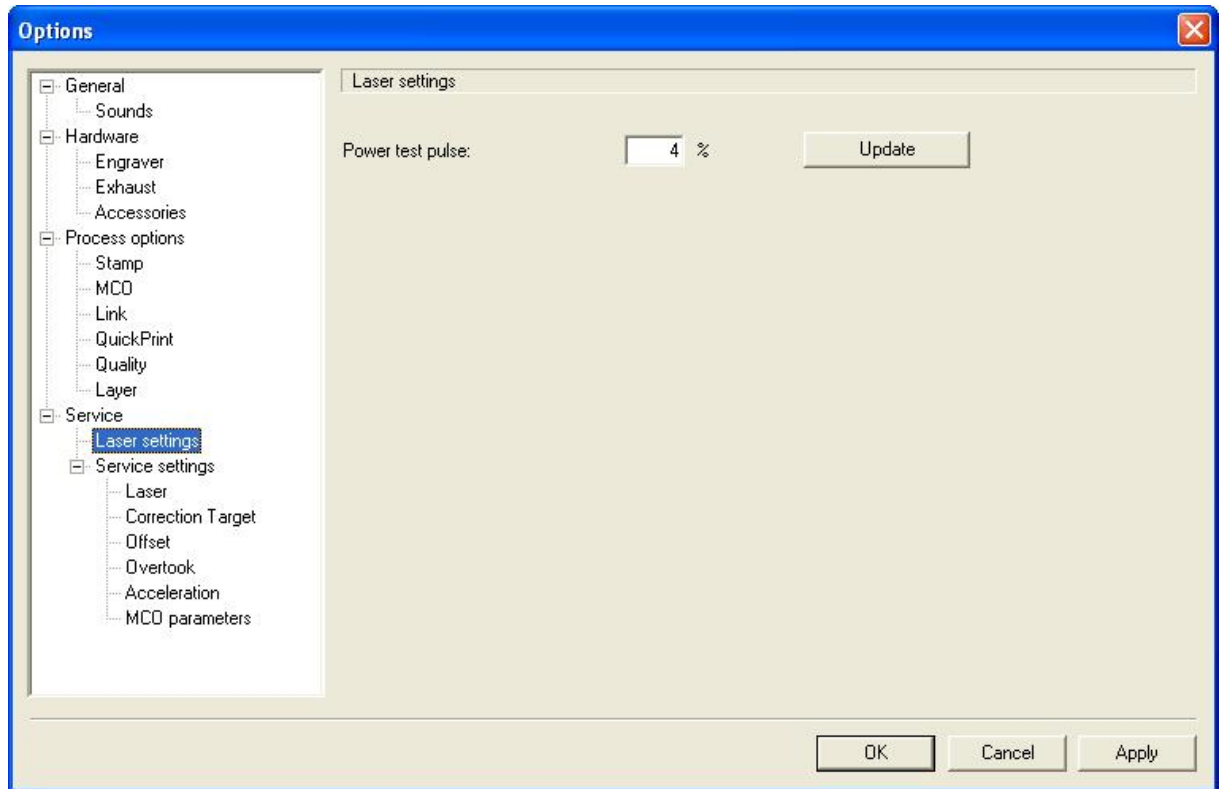 Options
General
Sounds
Hardware
Engraver
Exhaust
Accessories
Process options
Stamp
MCO
Link
QuickPrint
Quality
Layer
Service
Laser settings
Service settings
Laser
Correction Target
Offset
Overtook
Acceleration
MCO parameters
Laser settings
Power test pulse: 4 % Update
OK Cancel Apply